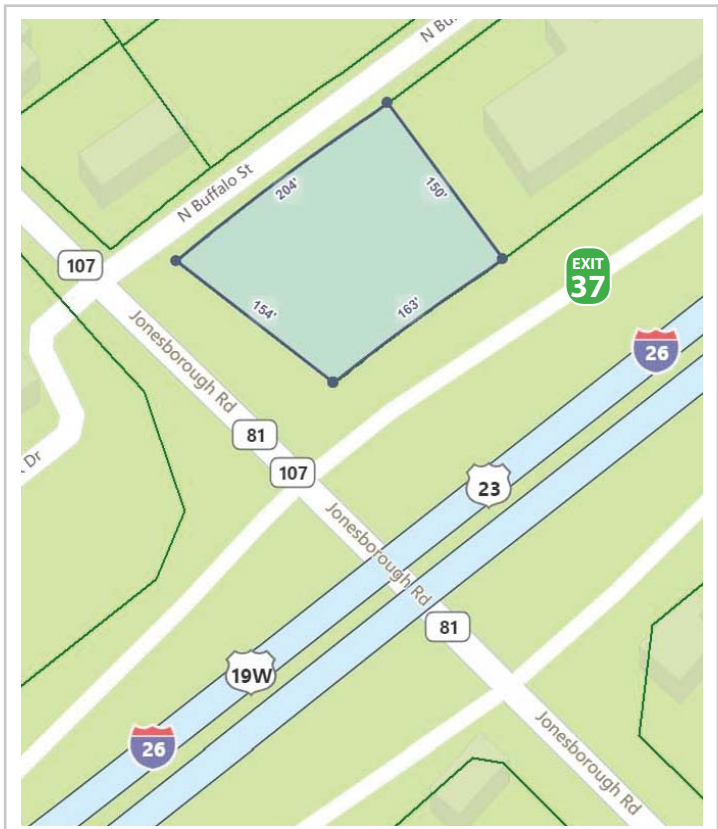 N Bu
204'
150'
N Buffalo St
107
EXIT
37
154'
163'
Jonesborough Rd
26
81
Dr
107
23
Jonesborough Rd
81
19W
26
Jonesborough Rd